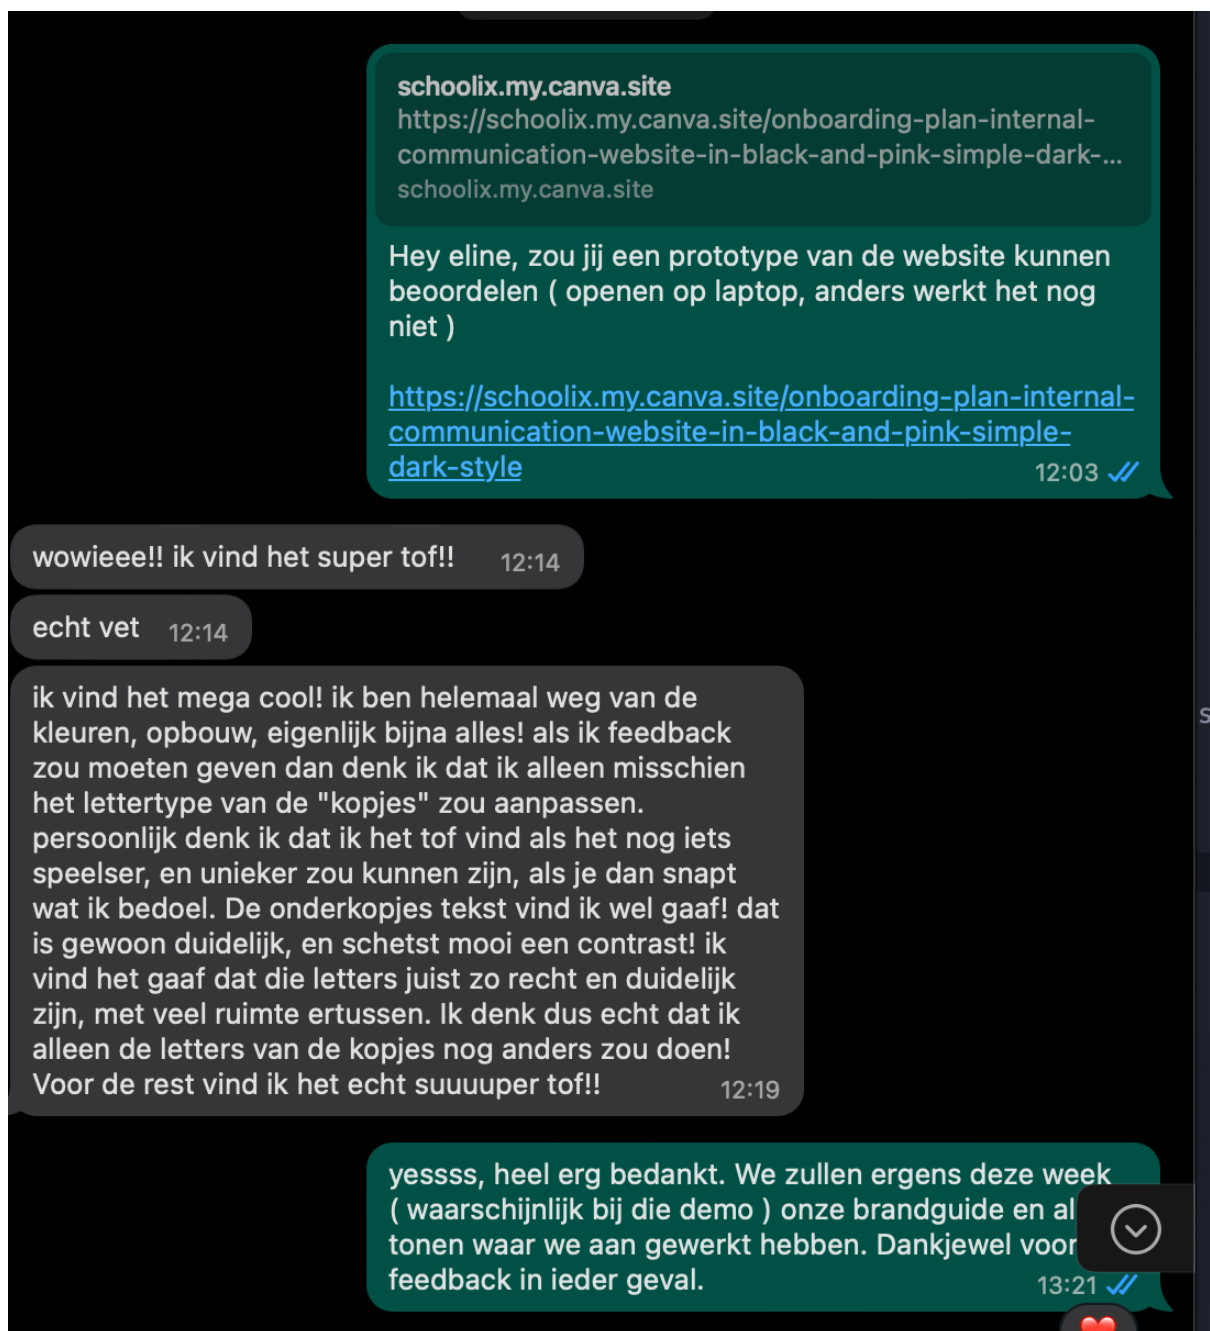 schoolix.my.canva.site
https://schoolix.my.canva.site/onboarding-plan-internal-
communication-website-in-black-and-pink-simple-dark-...
schoolix.my.canva.site
Hey eline, zou jij een prototype van de website kunnen
beoordelen ( openen op laptop, anders werkt het nog
niet )
https://schoolix.my.canva.site/onboarding-plan-internal-
communication-website-in-black-and-pink-simple-
dark-style
12:03
wowieee!! ik vind het super tof!! 12:14
echt vet 12:14
ik vind het mega cool! ik ben helemaal weg van de
kleuren, opbouw, eigenlijk bijna alles! als ik feedback
zou moeten geven dan denk ik dat ik alleen misschien
het lettertype van de "kopjes" zou aanpassen.
persoonlijk denk ik dat ik het tof vind als het nog iets
speelser, en unieker zou kunnen zijn, als je dan snapt
wat ik bedoel. De onderkopjes tekst vind ik wel gaaf! dat
is gewoon duidelijk, en schetst mooi een contrast! ik
vind het gaaf dat die letters juist zo recht en duidelijk
zijn, met veel ruimte ertussen. Ik denk dus echt dat ik
alleen de letters van de kopjes nog anders zou doen!
Voor de rest vind ik het echt suuuuper tof!! 12:19
yessss, heel erg bedankt. We zullen ergens deze week
( waarschijnlijk bij die demo ) onze brandguide en al
tonen waar we aan gewerkt hebben. Dankjewel voor
feedback in ieder geval. 13:21